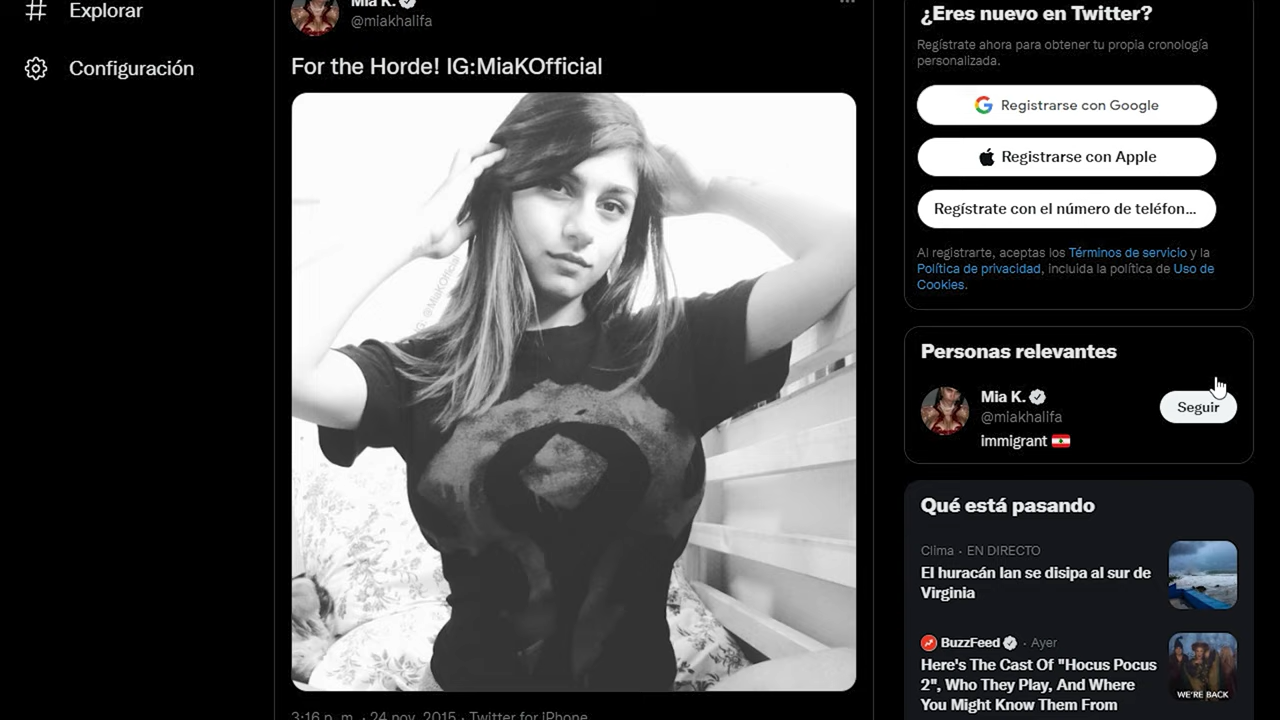 Explorar
Configuración
Mia K.
@miakhalifa
For the Horde! IG:MiaKOfficial
IG: @MiaKOfficial
3:16 p. m. · 24 nov. 2015 · Twitter for iPhone
¿Eres nuevo en Twitter?
Regístrate ahora para obtener tu propia cronología
personalizada.
Registrarse con Google
Registrarse con Apple
Regístrate con el número de teléfon...
Al registrarte, aceptas los Términos de servicio y la
Política de privacidad, incluida la política de Uso de
Cookies.
Personas relevantes
Mia K.
@miakhalifa
Seguir
immigrant
Qué está pasando
Clima · EN DIRECTO
El huracán Ian se disipa al sur de
Virginia
BuzzFeed · Ayer
Here's The Cast Of "Hocus Pocus
2", Who They Play, And Where
You Might Know Them From
WE'RE BACK